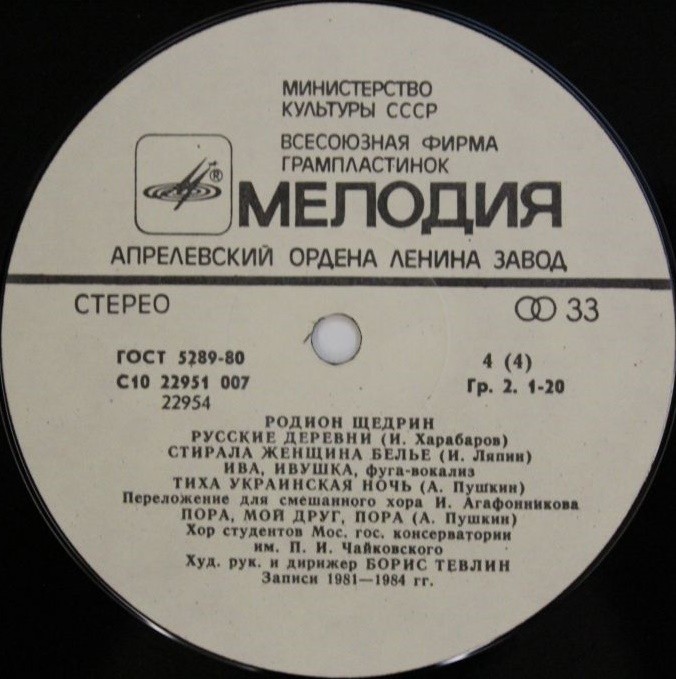 МИНИСТЕРСТВО
КУЛЬТУРЫ СССР
ВСЕСОЮЗНАЯ ФИРМА
ГРАМПЛАСТИНОК
®
МЕЛОДИЯ
АПРЕЛЕВСКИЙ ОРДЕНА ЛЕНИНА ЗАВОД
СТЕРЕО
33
ГОСТ 5289-80
4 (4)
С10 22951 007
Гр. 2. 1-20
22954
РОДИОН ЩЕДРИН
РУССКИЕ ДЕРЕВНИ (И. Харабаров)
СТИРАЛА ЖЕНЩИНА БЕЛЬЕ (И. Ляпин)
ИВА, ИВУШКА, фуга-вокализ
ТИХА УКРАИНСКАЯ НОЧЬ (А. Пушкин)
Переложение для смешанного хора И. Агафонникова
ПОРА, МОЙ ДРУГ, ПОРА (А. Пушкин)
Хор студентов Мос. гос. консерватории
им. П. И. Чайковского
Худ. рук. и дирижер БОРИС ТЕВЛИН
Записи 1981—1984 гг.